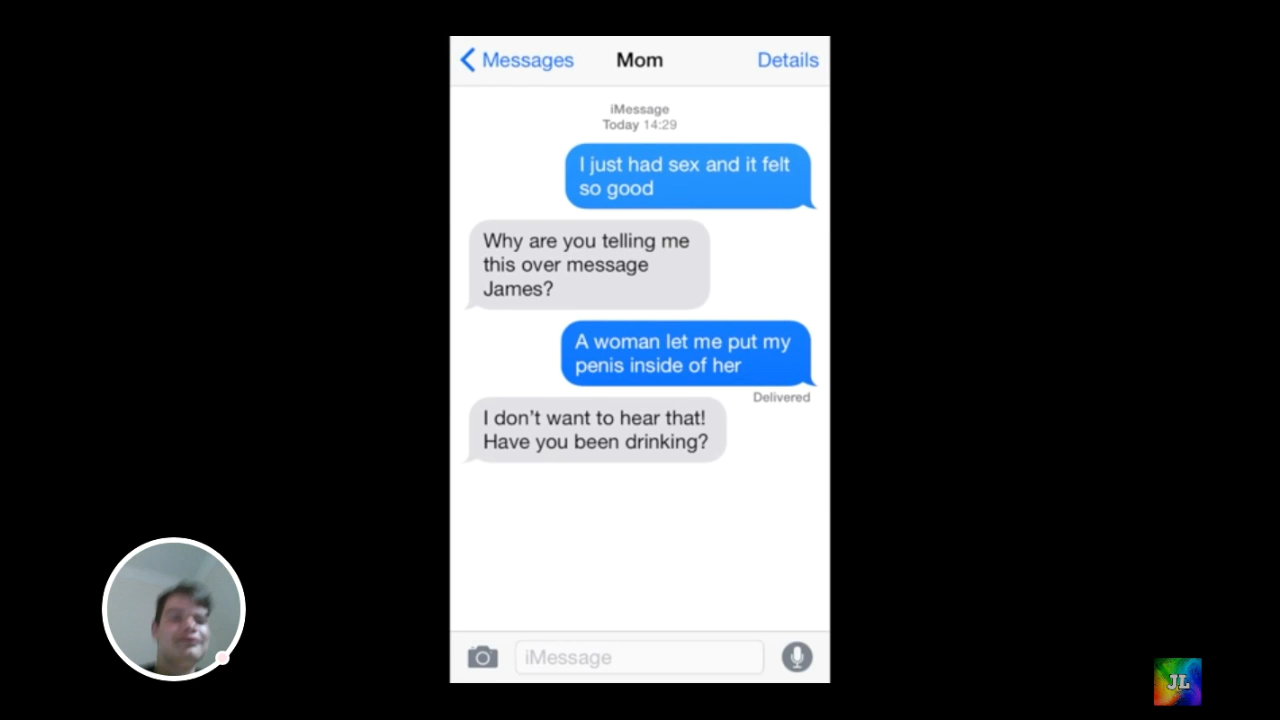 Messages Mom Details
iMessage
Today 14:29
I just had sex and it felt
so good
Why are you telling me
this over message
James?
A woman let me put my
penis inside of her
Delivered
I don't want to hear that!
Have you been drinking?
iMessage
JL